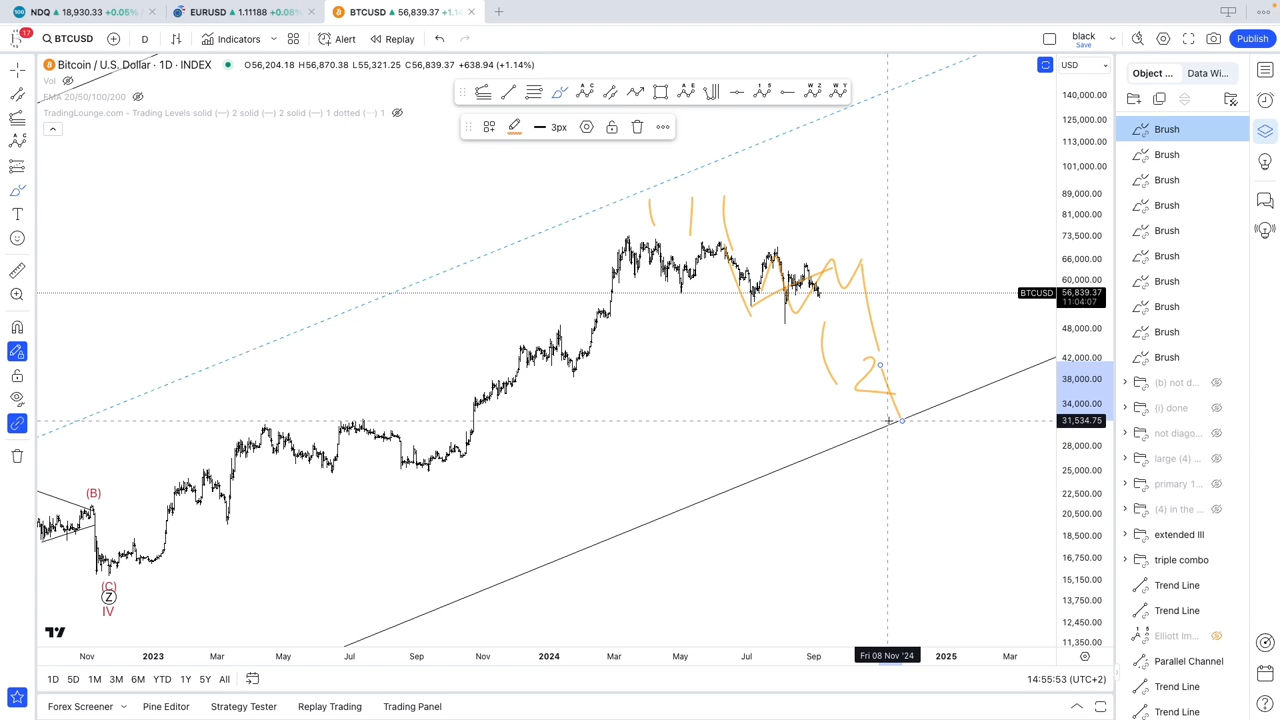 NDQ ▲ 18,930.33 +0.05%
EURUSD ▲ 1.11188 +0.08%
BTCUSD ▲ 56,839.37 +1.1
17
BTCUSD
D
Indicators
Alert
Replay
black
Save
Publish
Bitcoin / U.S. Dollar · 1D · INDEX
O56,204.18 H56,870.38 L55,321.25 C56,839.37 +638.94 (+1.14%)
USD
Vol
EMA 20/50/100/200
TradingLounge.com – Trading Levels solid (—) 2 solid (—) 2 solid (—) 1 dotted (—) 1
3px
Object ...
Data Wi...
Brush
Brush
Brush
Brush
Brush
Brush
Brush
Brush
Brush
Brush
(b) not d...
{i} done
not diago...
large (4) ...
primary 1...
(4) in the ...
extended III
triple combo
Trend Line
Trend Line
Elliott Im...
Parallel Channel
Trend Line
Trend Line
140,000.00
125,000.00
113,000.00
101,000.00
89,000.00
81,000.00
73,500.00
66,000.00
60,000.00
BTCUSD 56,839.37
11:04:07
48,000.00
42,000.00
38,000.00
34,000.00
31,534.75
28,000.00
25,000.00
22,500.00
20,500.00
18,500.00
16,750.00
15,150.00
13,750.00
12,450.00
11,350.00
(2
(B)
(C)
Z
IV
Nov 2023 Mar May Jul Sep Nov 2024 Mar May Jul Sep Fri 08 Nov '24 2025 Mar
1D 5D 1M 3M 6M YTD 1Y 5Y All
14:55:53 (UTC+2)
Forex Screener Pine Editor Strategy Tester Replay Trading Trading Panel